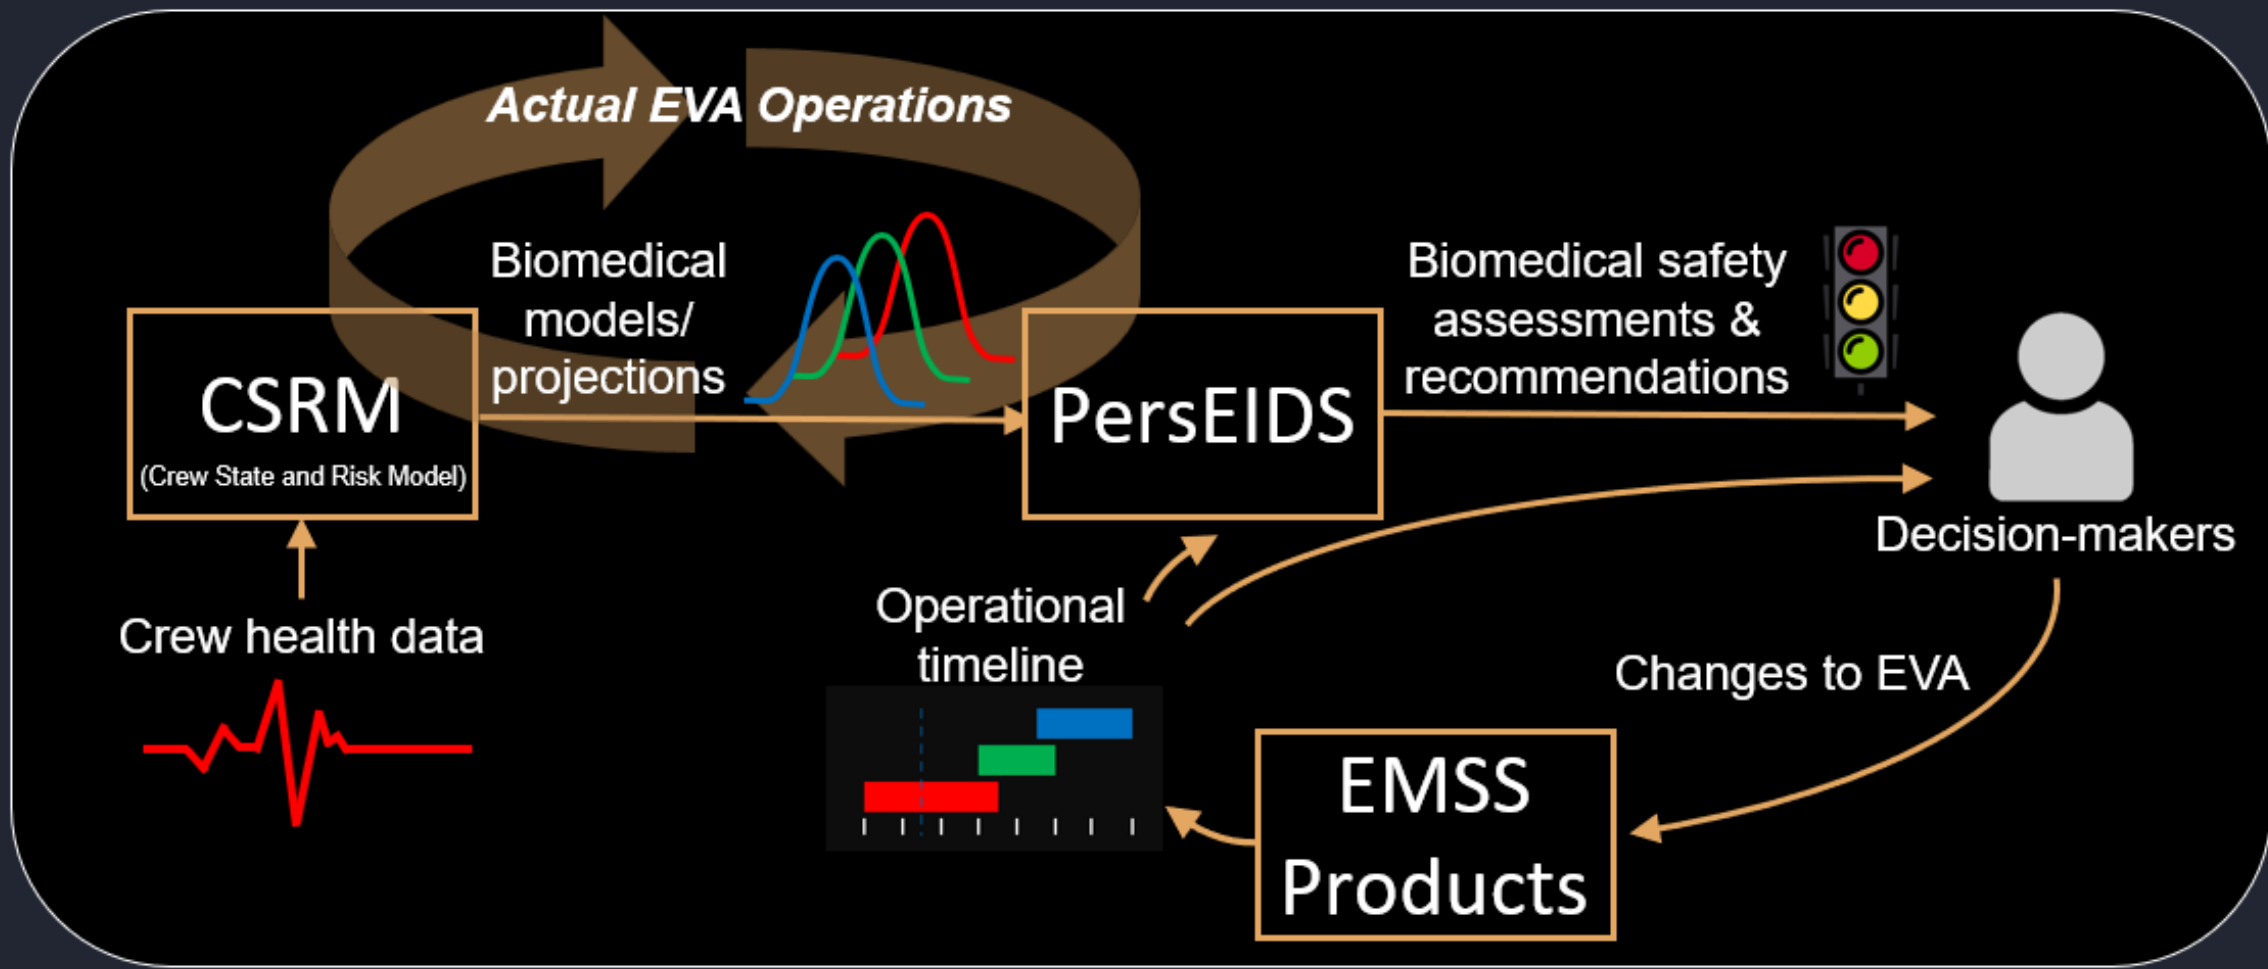 Actual EVA Operations
Biomedical
models/
projections
Biomedical safety
assessments &
recommendations
CSRM
(Crew State and Risk Model)
PersEIDS
Decision-makers
Crew health data
Operational
timeline
Changes to EVA
EMSS
Products